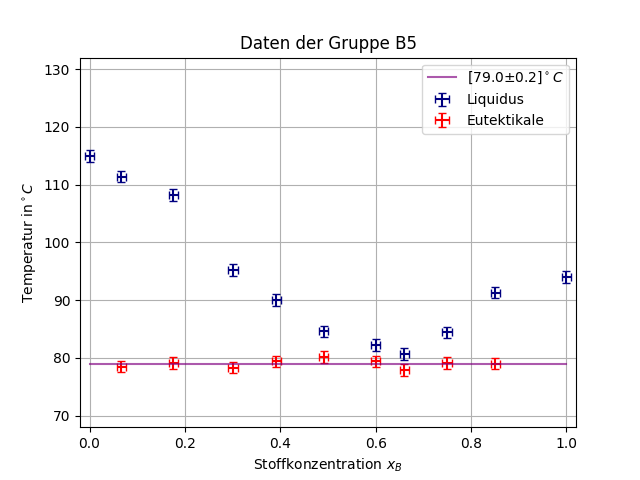 Daten der Gruppe B5
[79.0±0.2]°C
Liquidus
Eutektikale
Temperatur in°C
130
120
110
100
90
80
70
0.0 0.2 0.4 0.6 0.8 1.0
Stoffkonzentration x_B